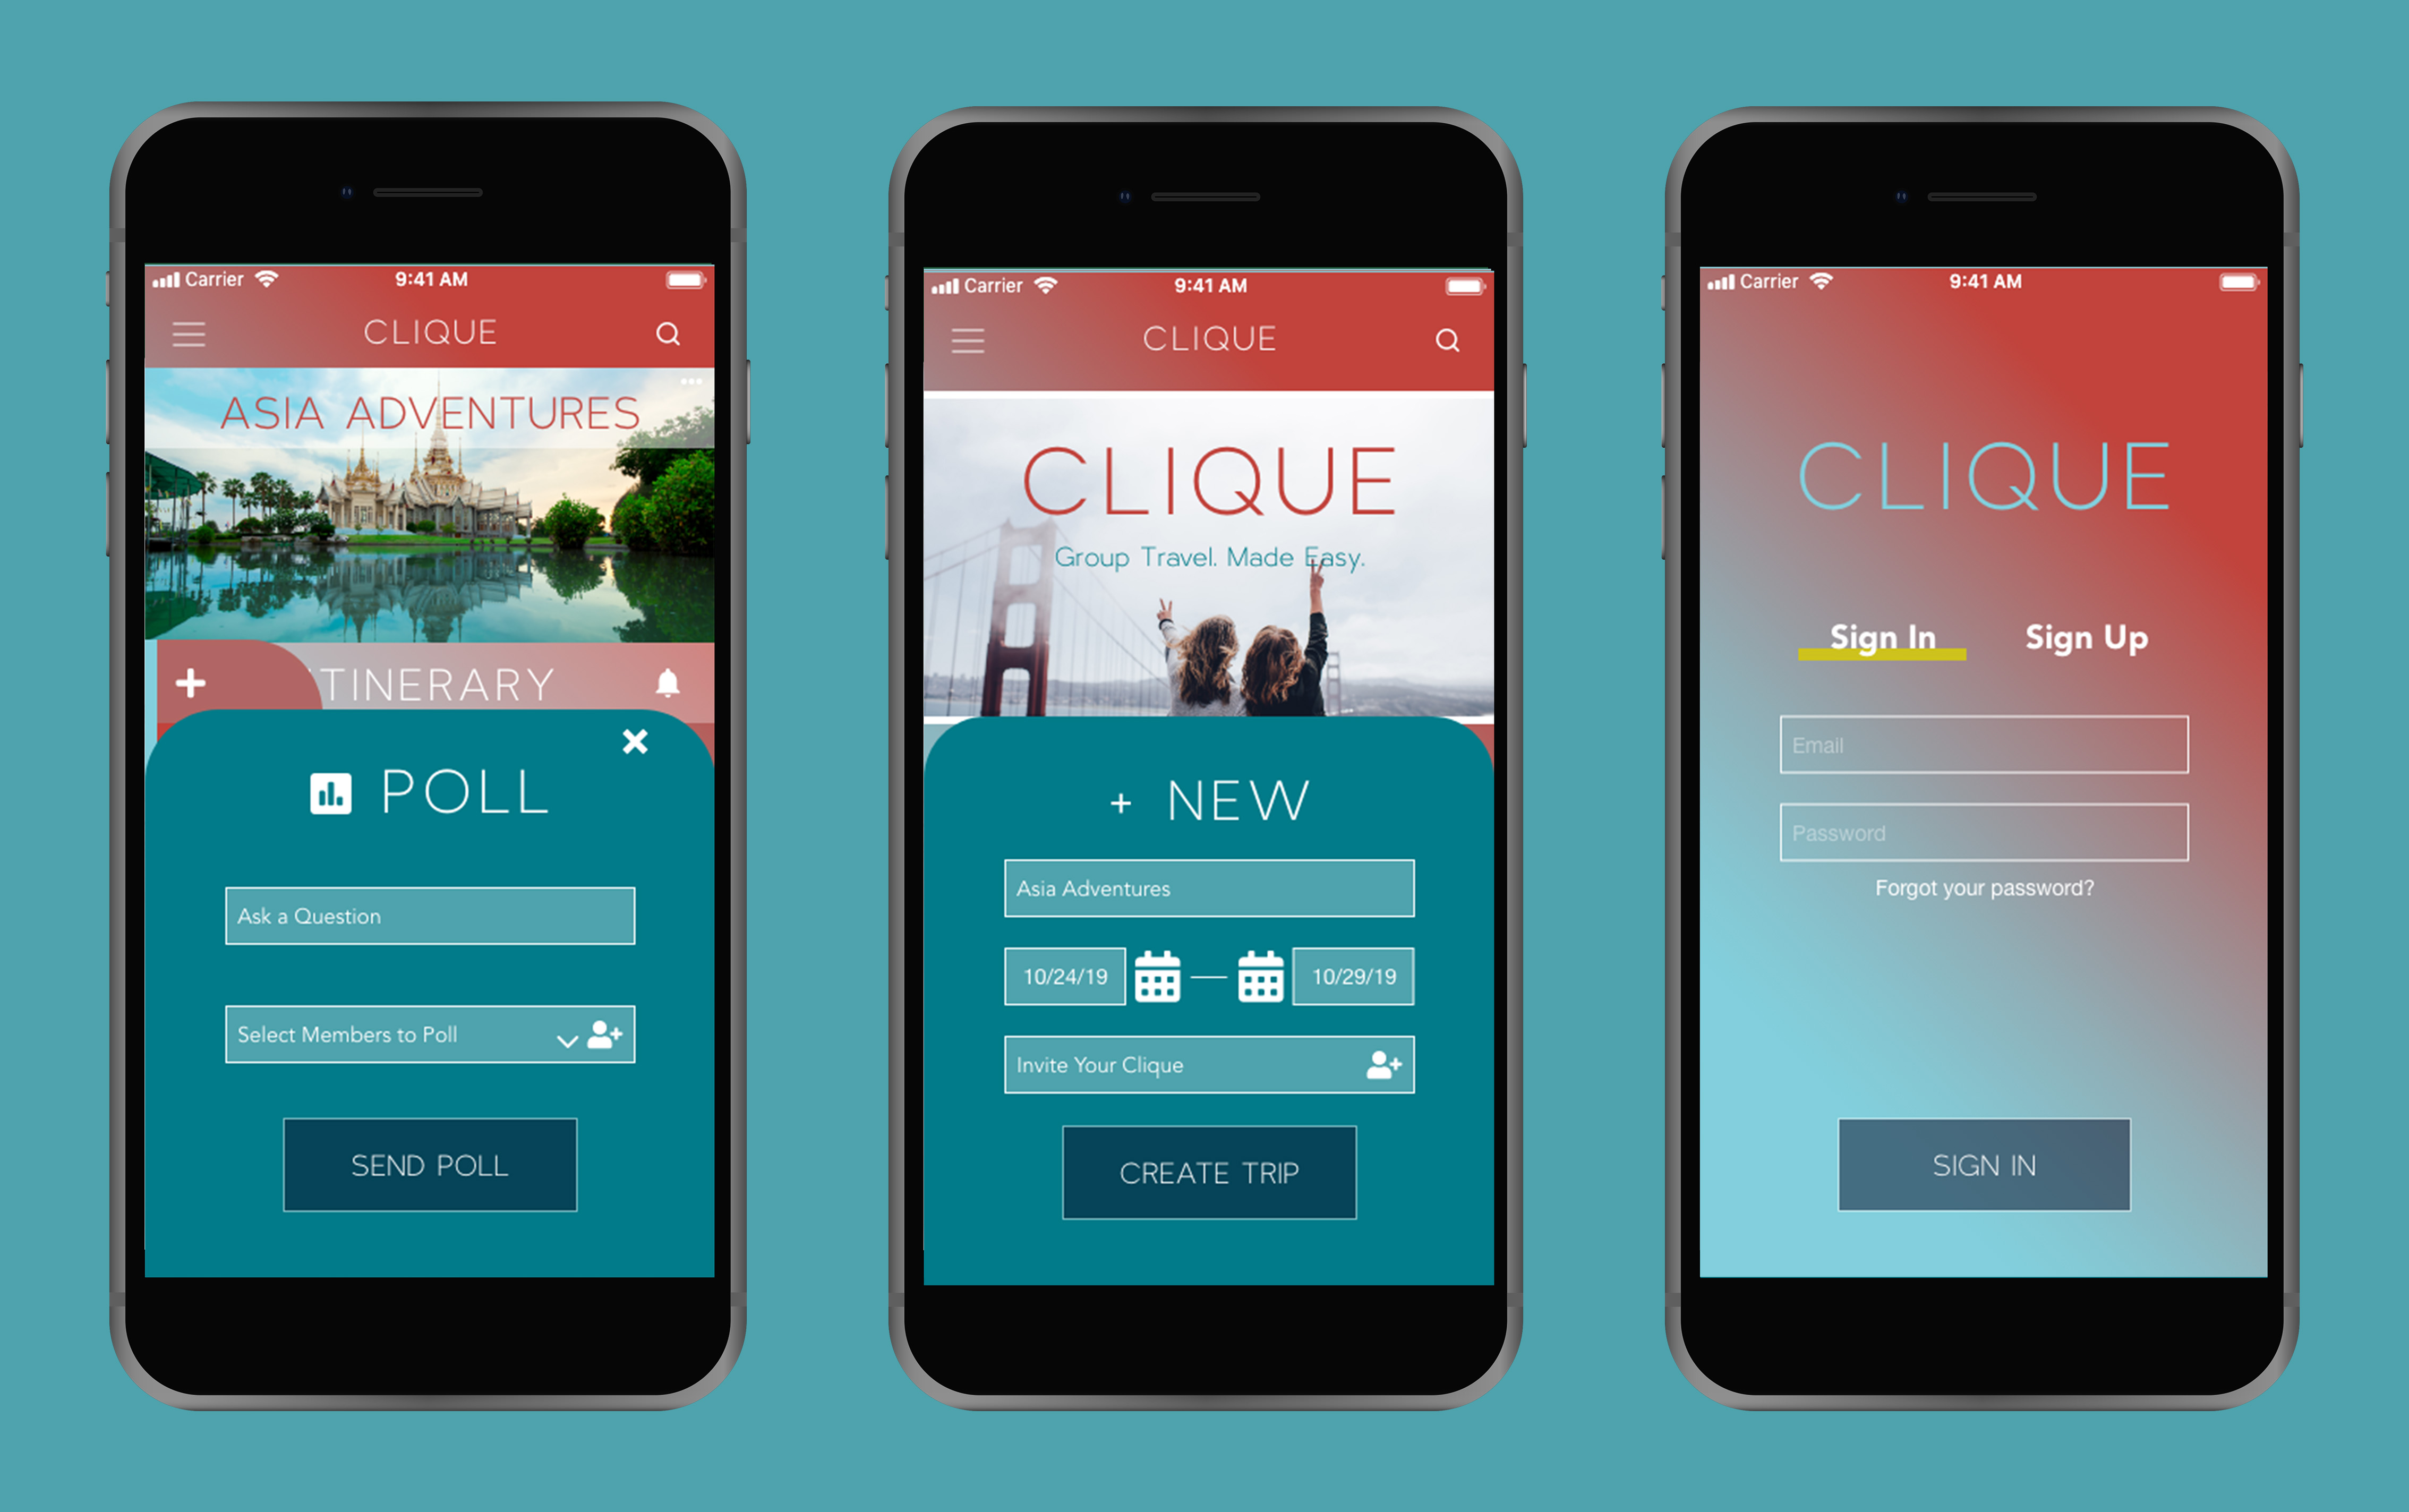 Carrier 9:41 AM
CLIQUE
ASIA ADVENTURES
TINERARY
POLL
Ask a Question
Select Members to Poll
SEND POLL
Carrier 9:41 AM
CLIQUE
CLIQUE
Group Travel. Made Easy.
+ NEW
Asia Adventures
10/24/19 — 10/29/19
Invite Your Clique
CREATE TRIP
Carrier 9:41 AM
CLIQUE
Sign In Sign Up
Email
Password
Forgot your password?
SIGN IN